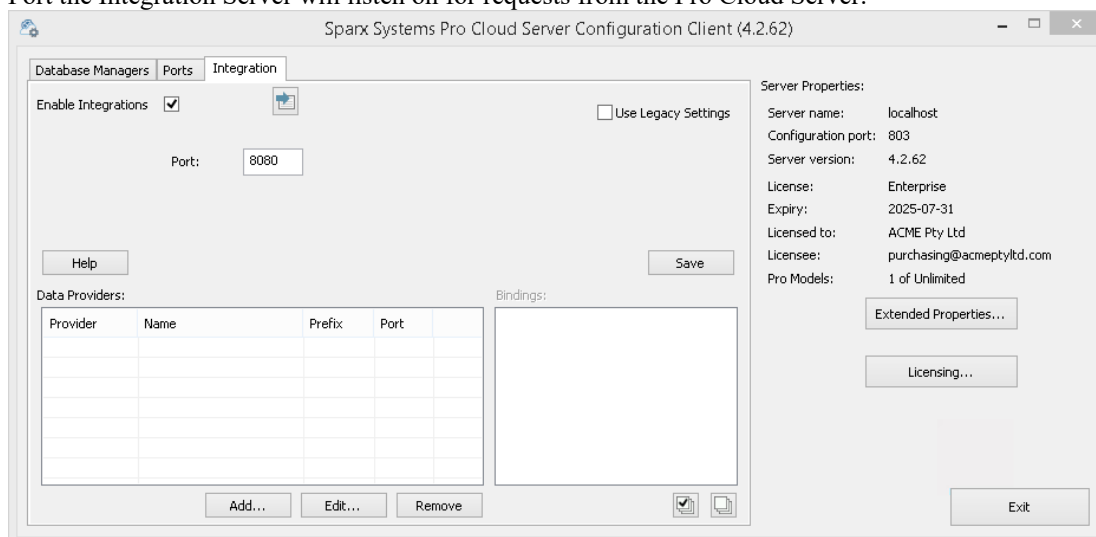 Port the Integration Server will listen on for requests from the Pro Cloud Server.
Sparx Systems Pro Cloud Server Configuration Client (4.2.62)
Database Managers Ports Integration
Enable Integrations
Use Legacy Settings
Port: 8080
Help
Save
Data Providers:
Bindings:
Provider Name Prefix Port
Add... Edit... Remove
Server Properties:
Server name: localhost
Configuration port: 803
Server version: 4.2.62
License: Enterprise
Expiry: 2025-07-31
Licensed to: ACME Pty Ltd
Licensee: purchasing@acmeptyltd.com
Pro Models: 1 of Unlimited
Extended Properties...
Licensing...
Exit